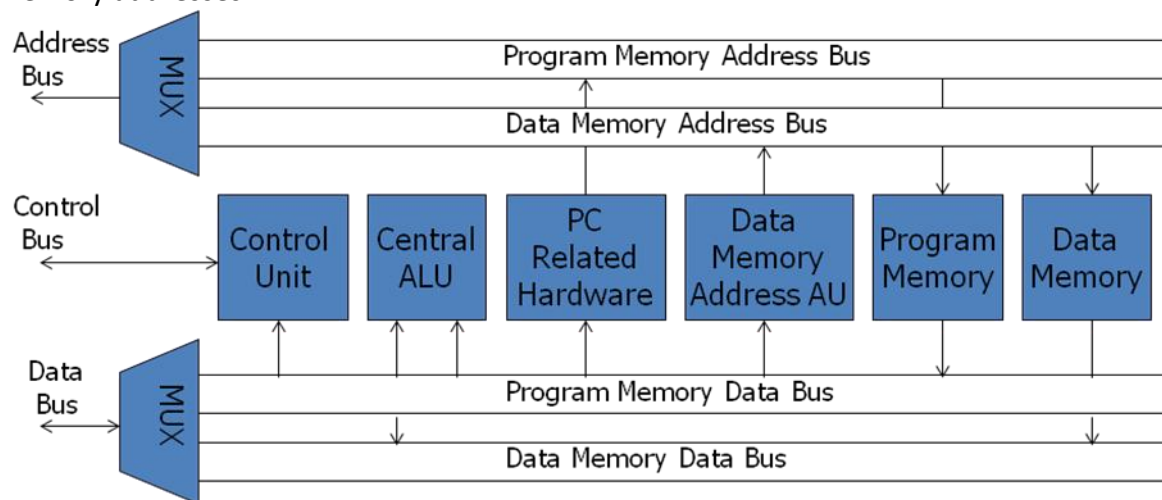 Address
Bus
MUX
Program Memory Address Bus
Data Memory Address Bus
Control
Bus
Control
Unit
Central
ALU
PC
Related
Hardware
Data
Memory
Address AU
Program
Memory
Data
Memory
Data
Bus
MUX
Program Memory Data Bus
Data Memory Data Bus